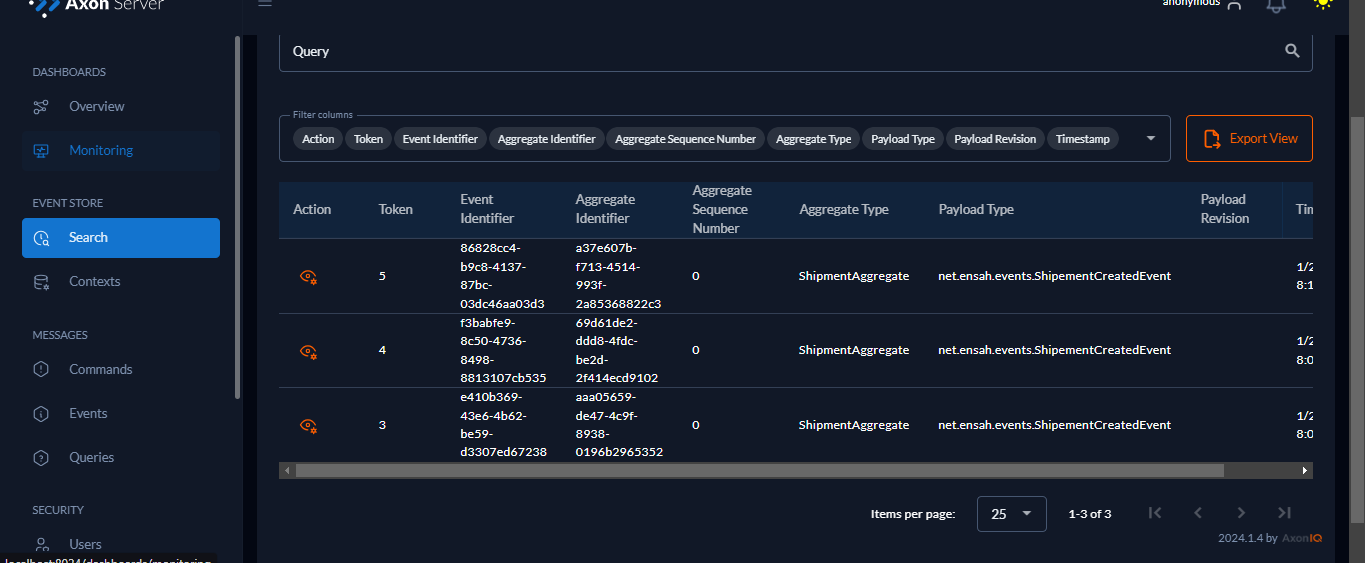 Axon Server
anonymous
DASHBOARDS
Overview
Monitoring
EVENT STORE
Search
Contexts
MESSAGES
Commands
Events
Queries
SECURITY
Users
localhost:8024/dashboards/monitoring
Query
Filter columns
Action Token Event Identifier Aggregate Identifier Aggregate Sequence Number Aggregate Type Payload Type Payload Revision Timestamp
Export View
Action
Token
Event
Identifier
Aggregate
Identifier
Aggregate
Sequence
Number
Aggregate Type
Payload Type
Payload
Revision
Tim
5
86828cc4-
b9c8-4137-
87bc-
03dc46aa03d3
a37e607b-
f713-4514-
993f-
2a85368822c3
0
ShipmentAggregate
net.ensah.events.ShipementCreatedEvent
1/2
8:1
4
f3babfe9-
8c50-4736-
8498-
8813107cb535
69d61de2-
ddd8-4fdc-
be2d-
2f414ecd9102
0
ShipmentAggregate
net.ensah.events.ShipementCreatedEvent
1/2
8:0
3
e410b369-
43e6-4b62-
be59-
d3307ed67238
aaa05659-
de47-4c9f-
8938-
0196b2965352
0
ShipmentAggregate
net.ensah.events.ShipementCreatedEvent
1/2
8:0
Items per page:
25
1-3 of 3
2024.1.4 by AxonIQ